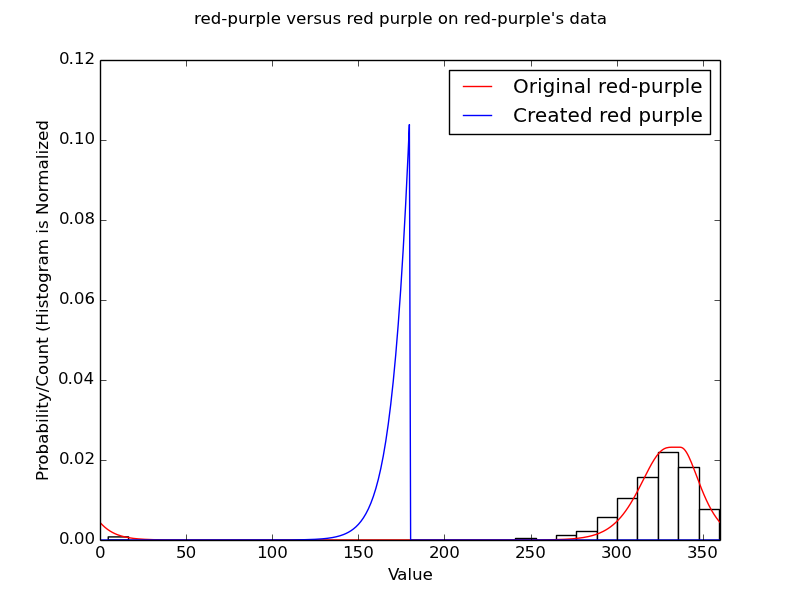 red-purple versus red purple on red-purple's data
0.12
0.10
0.08
0.06
0.04
0.02
0.00
Probability/Count (Histogram is Normalized
Original red-purple
Created red purple
0 50 100 150 200 250 300 350
Value